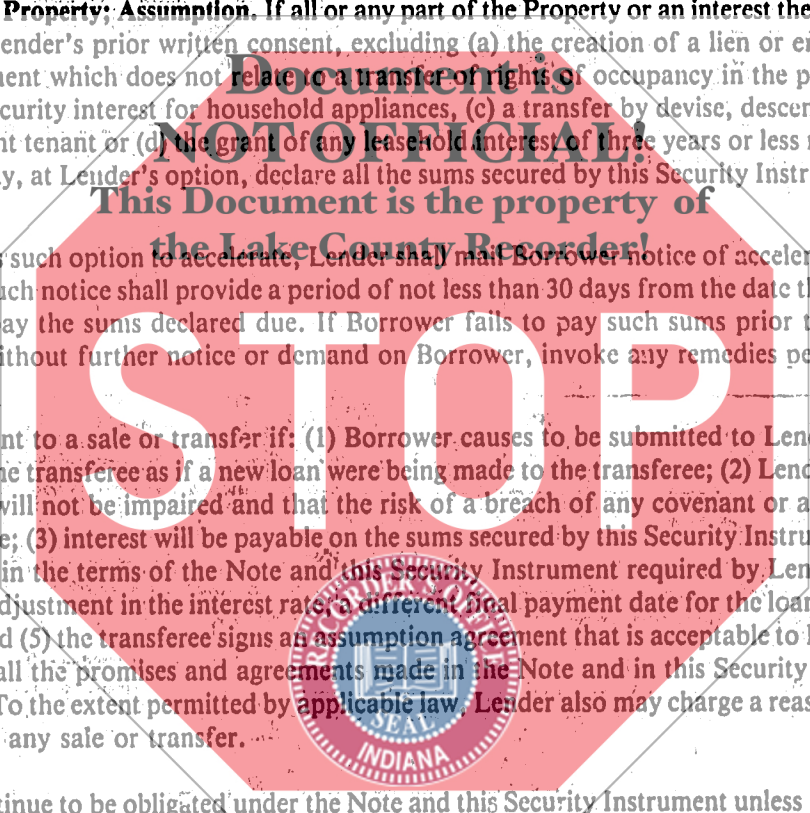 Property; Assumption. If all or any part of the Property or an interest the
ender's prior written consent, excluding (a) the creation of a lien or e
Document is
ment which does not relate to a transfer of rights of occupancy in the p
curity interest for household appliances, (c) a transfer by devise, descen
NOT OFFICIAL!
nt tenant or (d) the grant of any leasehold interest of three years or less
y, at Lender's option, declare all the sums secured by this Security Instr
This Document is the property of
the Lake County Recorder!
s such option to accelerate, Lender shall mail Borrower notice of acceler
uch notice shall provide a period of not less than 30 days from the date t
pay the sums declared due. If Borrower fails to pay such sums prior t
ithout further notice or demand on Borrower, invoke any remedies pe
STOP
nt to a sale or transfer if: (1) Borrower causes to be submitted to Lend
he transferee as if a new loan were being made to the transferee; (2) Lend
will not be impaired and that the risk of a breach of any covenant or a
e; (3) interest will be payable on the sums secured by this Security Instru
in the terms of the Note and this Security Instrument required by Len
djustment in the interest rate, a different final payment date for the loan
d (5) the transferee signs an assumption agreement that is acceptable to
all the promises and agreements made in the Note and in this Security
To the extent permitted by applicable law, Lender also may charge a reas
any sale or transfer.
RECORDER'S OFFICE
SEAL
INDIANA
tinue to be obligated under the Note and this Security Instrument unless